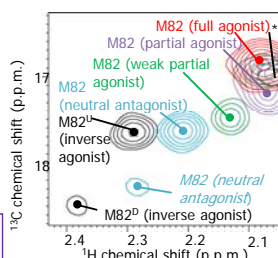 M82 (full agonist)
*
M82 (partial agonist)
M82 (weak partial
agonist)
M82
(neutral antagonist)
M82ᵁ
(inverse
agonist)
M82 (neutral
antagonist)
M82ᴰ (inverse agonist)
17
18
¹³C chemical shift (p.p.m.)
2.4 2.3 2.2 2.1
¹H chemical shift (p.p.m.)